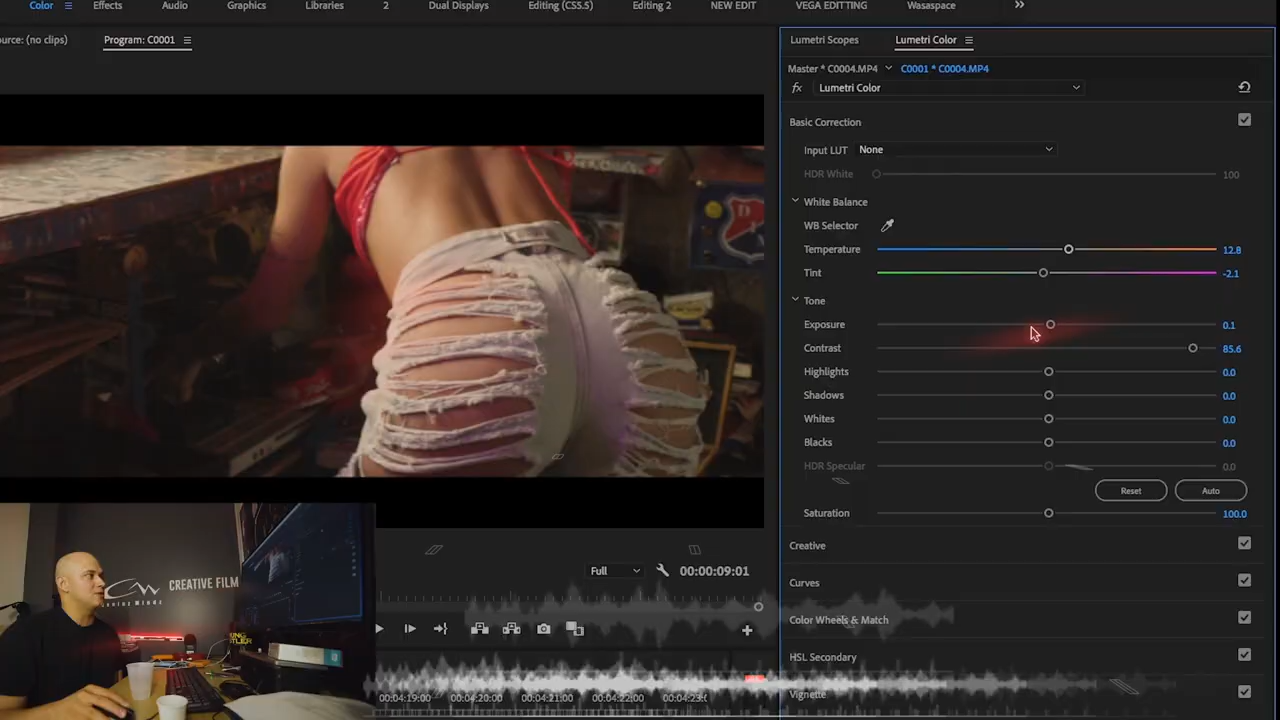 Color Effects Audio Graphics Libraries 2 Dual Displays Editing (CS5.5) Editing 2 NEW EDIT VEGA EDITTING Wasaspace
ource: (no clips) Program: C0001
Lumetri Scopes Lumetri Color
Master * C0004.MP4 C0001 * C0004.MP4
fx Lumetri Color
Basic Correction
Input LUT None
HDR White 100
White Balance
WB Selector
Temperature 12.8
Tint -2.1
Tone
Exposure 0.1
Contrast 85.6
Highlights 0.0
Shadows 0.0
Whites 0.0
Blacks 0.0
HDR Specular 0.0
Reset Auto
Saturation 100.0
Creative
Curves
Color Wheels & Match
HSL Secondary
Vignette
Full 00:00:09:01
00:04:19:00 00:04:20:00 00:04:21:00 00:04:22:00 00:04:23:0
CREATIVE FILM
D